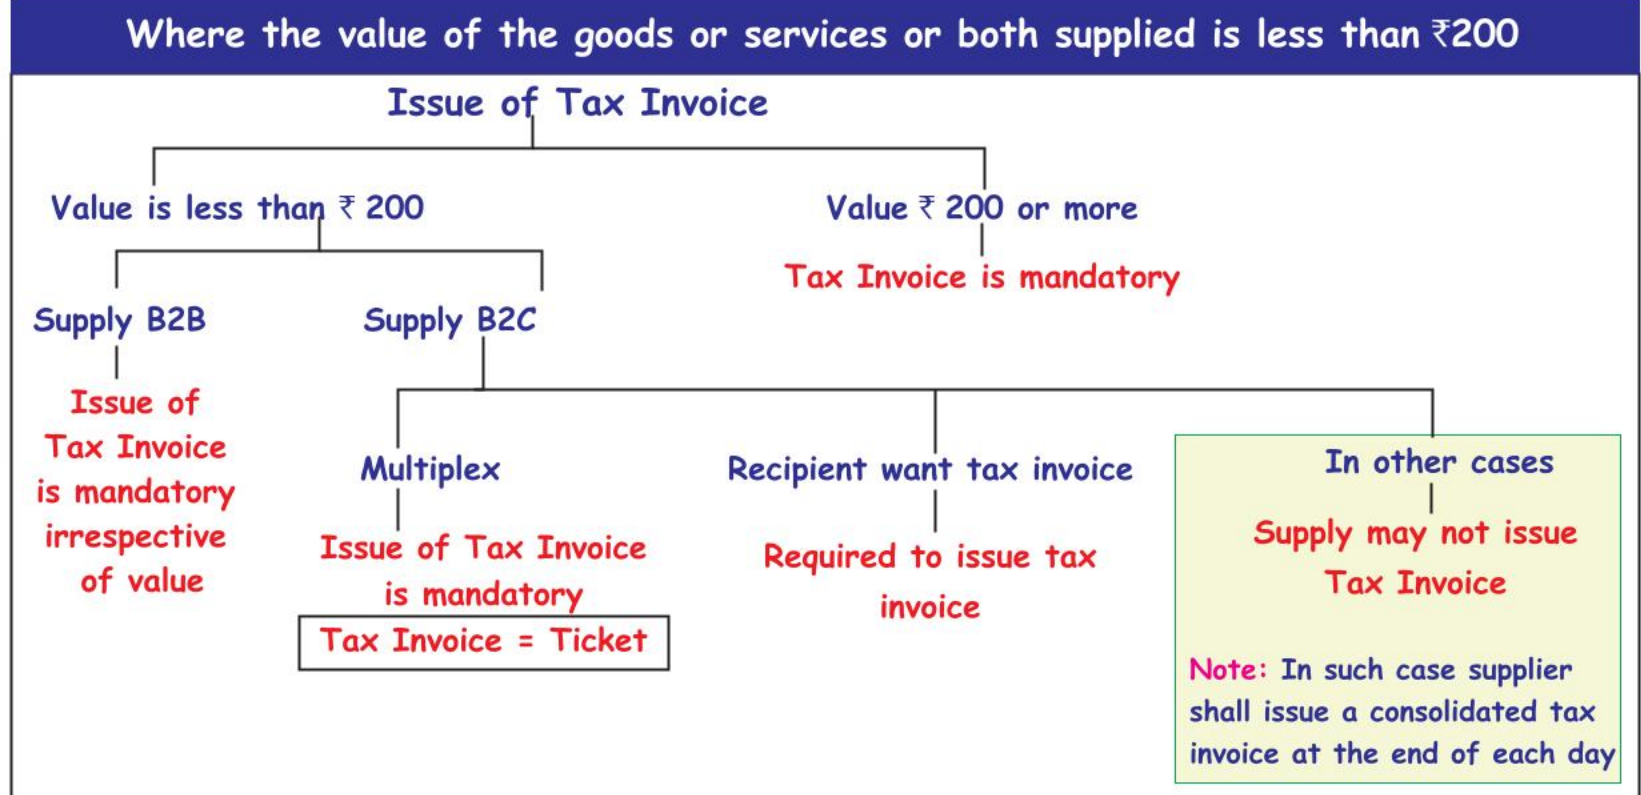 Where the value of the goods or services or both supplied is less than ₹200
Issue of Tax Invoice
Value is less than ₹ 200
Value ₹ 200 or more
Tax Invoice is mandatory
Supply B2B
Issue of
Tax Invoice
is mandatory
irrespective
of value
Supply B2C
Multiplex
Issue of Tax Invoice
is mandatory
Tax Invoice = Ticket
Recipient want tax invoice
Required to issue tax
invoice
In other cases
Supply may not issue
Tax Invoice
Note: In such case supplier
shall issue a consolidated tax
invoice at the end of each day